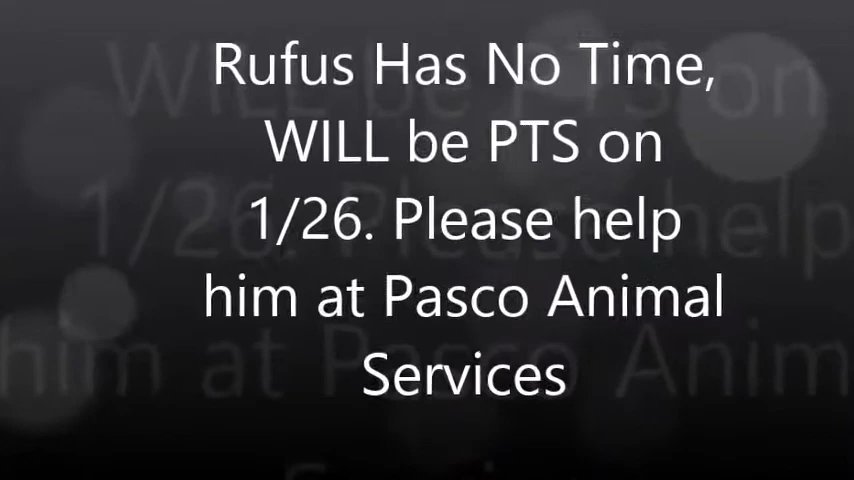 Rufus Has No Time,
WILL be PTS on
1/26. Please help
him at Pasco Animal
Services